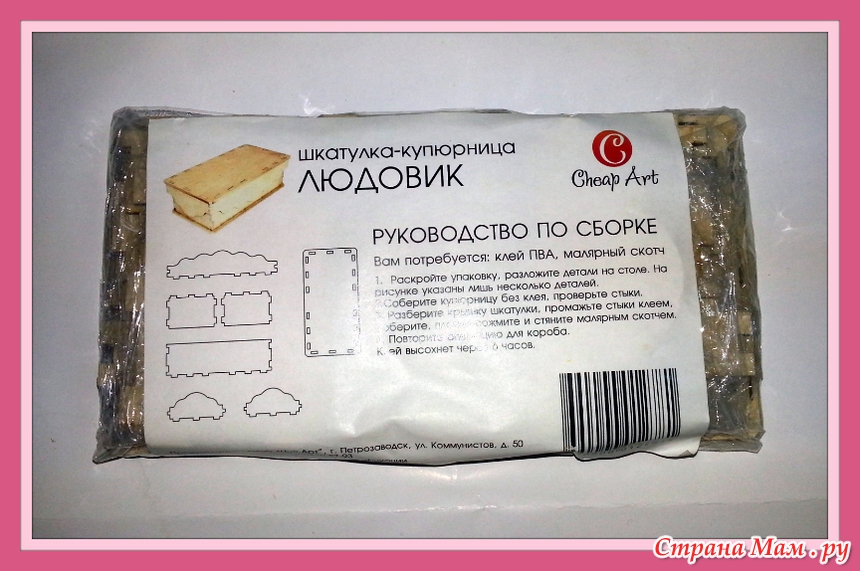 шкатулка-купюрница
ЛЮДОВИК
C
Cheap Art
РУКОВОДСТВО ПО СБОРКЕ
Вам потребуется: клей ПВА, малярный скотч
1. Раскройте упаковку, разложите детали на столе. На
рисунке указаны лишь несколько деталей.
Соберите купюрницу без клея, проверьте стыки.
Разберите крышку шкатулки, промажьте стыки клеем,
сожмите и стяните малярным скотчем.
Повторите для короба.
высохнет через 6 часов.
г. Петрозаводск, ул. Коммунистов, д. 50
Страна Мам.ру